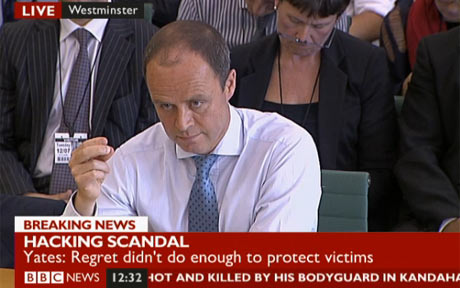 LIVE Westminster
BREAKING NEWS
HACKING SCANDAL
Yates: Regret didn't do enough to protect victims
BBC NEWS 12:32 HOT AND KILLED BY HIS BODYGUARD IN KANDAHA